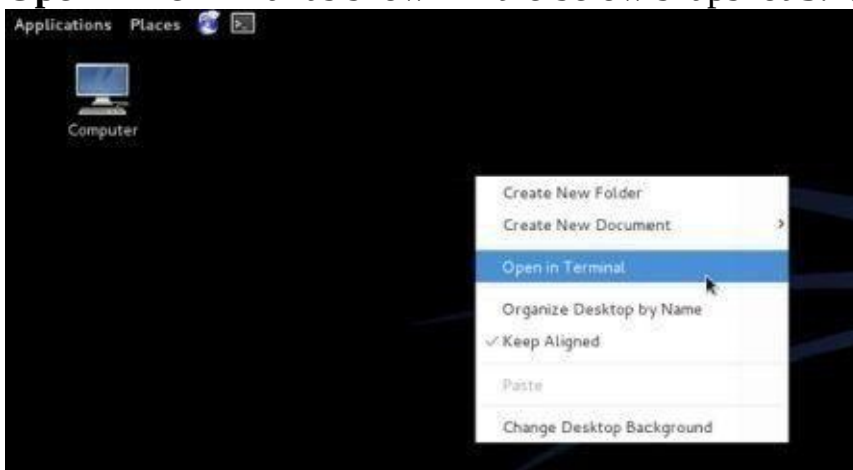 Applications Places
Computer
Create New Folder
Create New Document
Open in Terminal
Organize Desktop by Name
Keep Aligned
Paste
Change Desktop Background